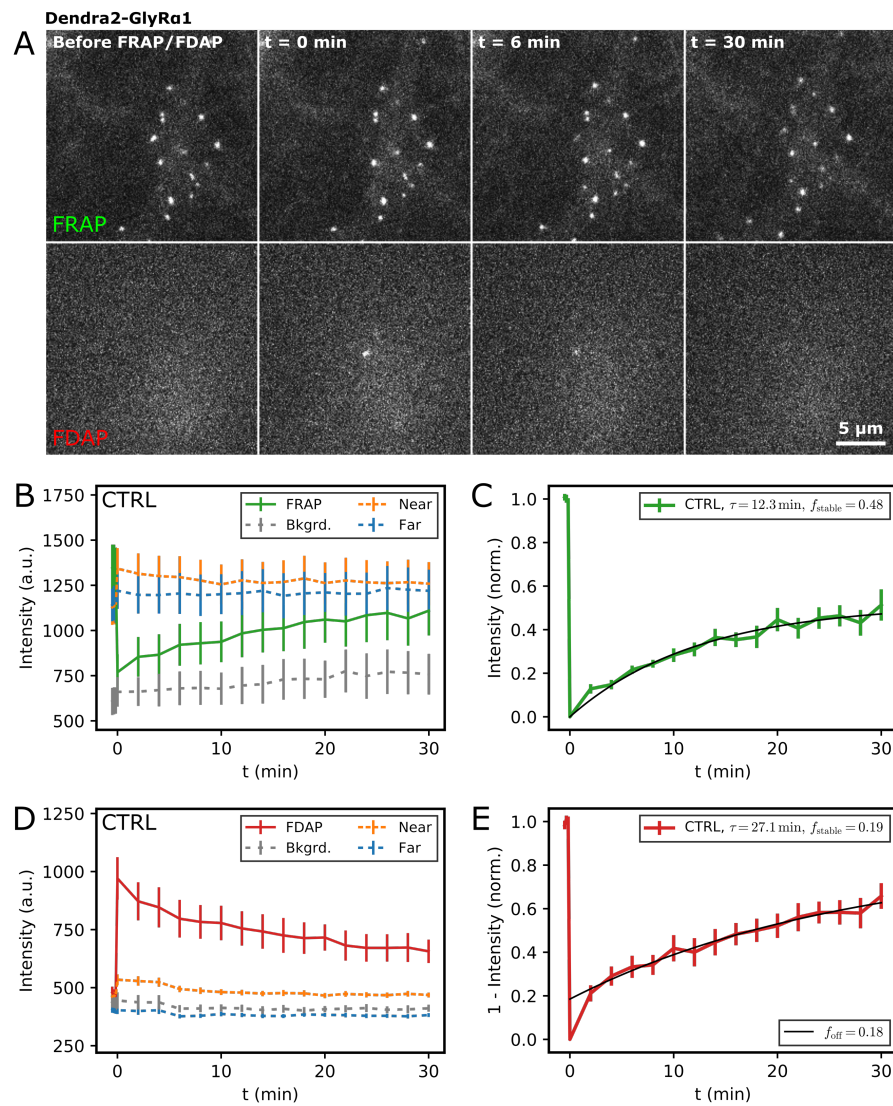 Dendra2-GlyRα1
A
Before FRAP/FDAP
t = 0 min
t = 6 min
t = 30 min
FRAP
FDAP
5 µm
B
CTRL
FRAP
Bkgrd.
Near
Far
1750
1500
1250
1000
750
500
Intensity (a.u.)
0
10
20
30
t (min)
C
CTRL, τ = 12.3 min, f_stable = 0.48
1.0
0.8
0.6
0.4
0.2
0.0
Intensity (norm.)
0
10
20
30
t (min)
D
CTRL
FDAP
Bkgrd.
Near
Far
1250
1000
750
500
250
Intensity (a.u.)
0
10
20
30
t (min)
E
CTRL, τ = 27.1 min, f_stable = 0.19
1.0
0.8
0.6
0.4
0.2
0.0
1 - Intensity (norm.)
f_off = 0.18
0
10
20
30
t (min)